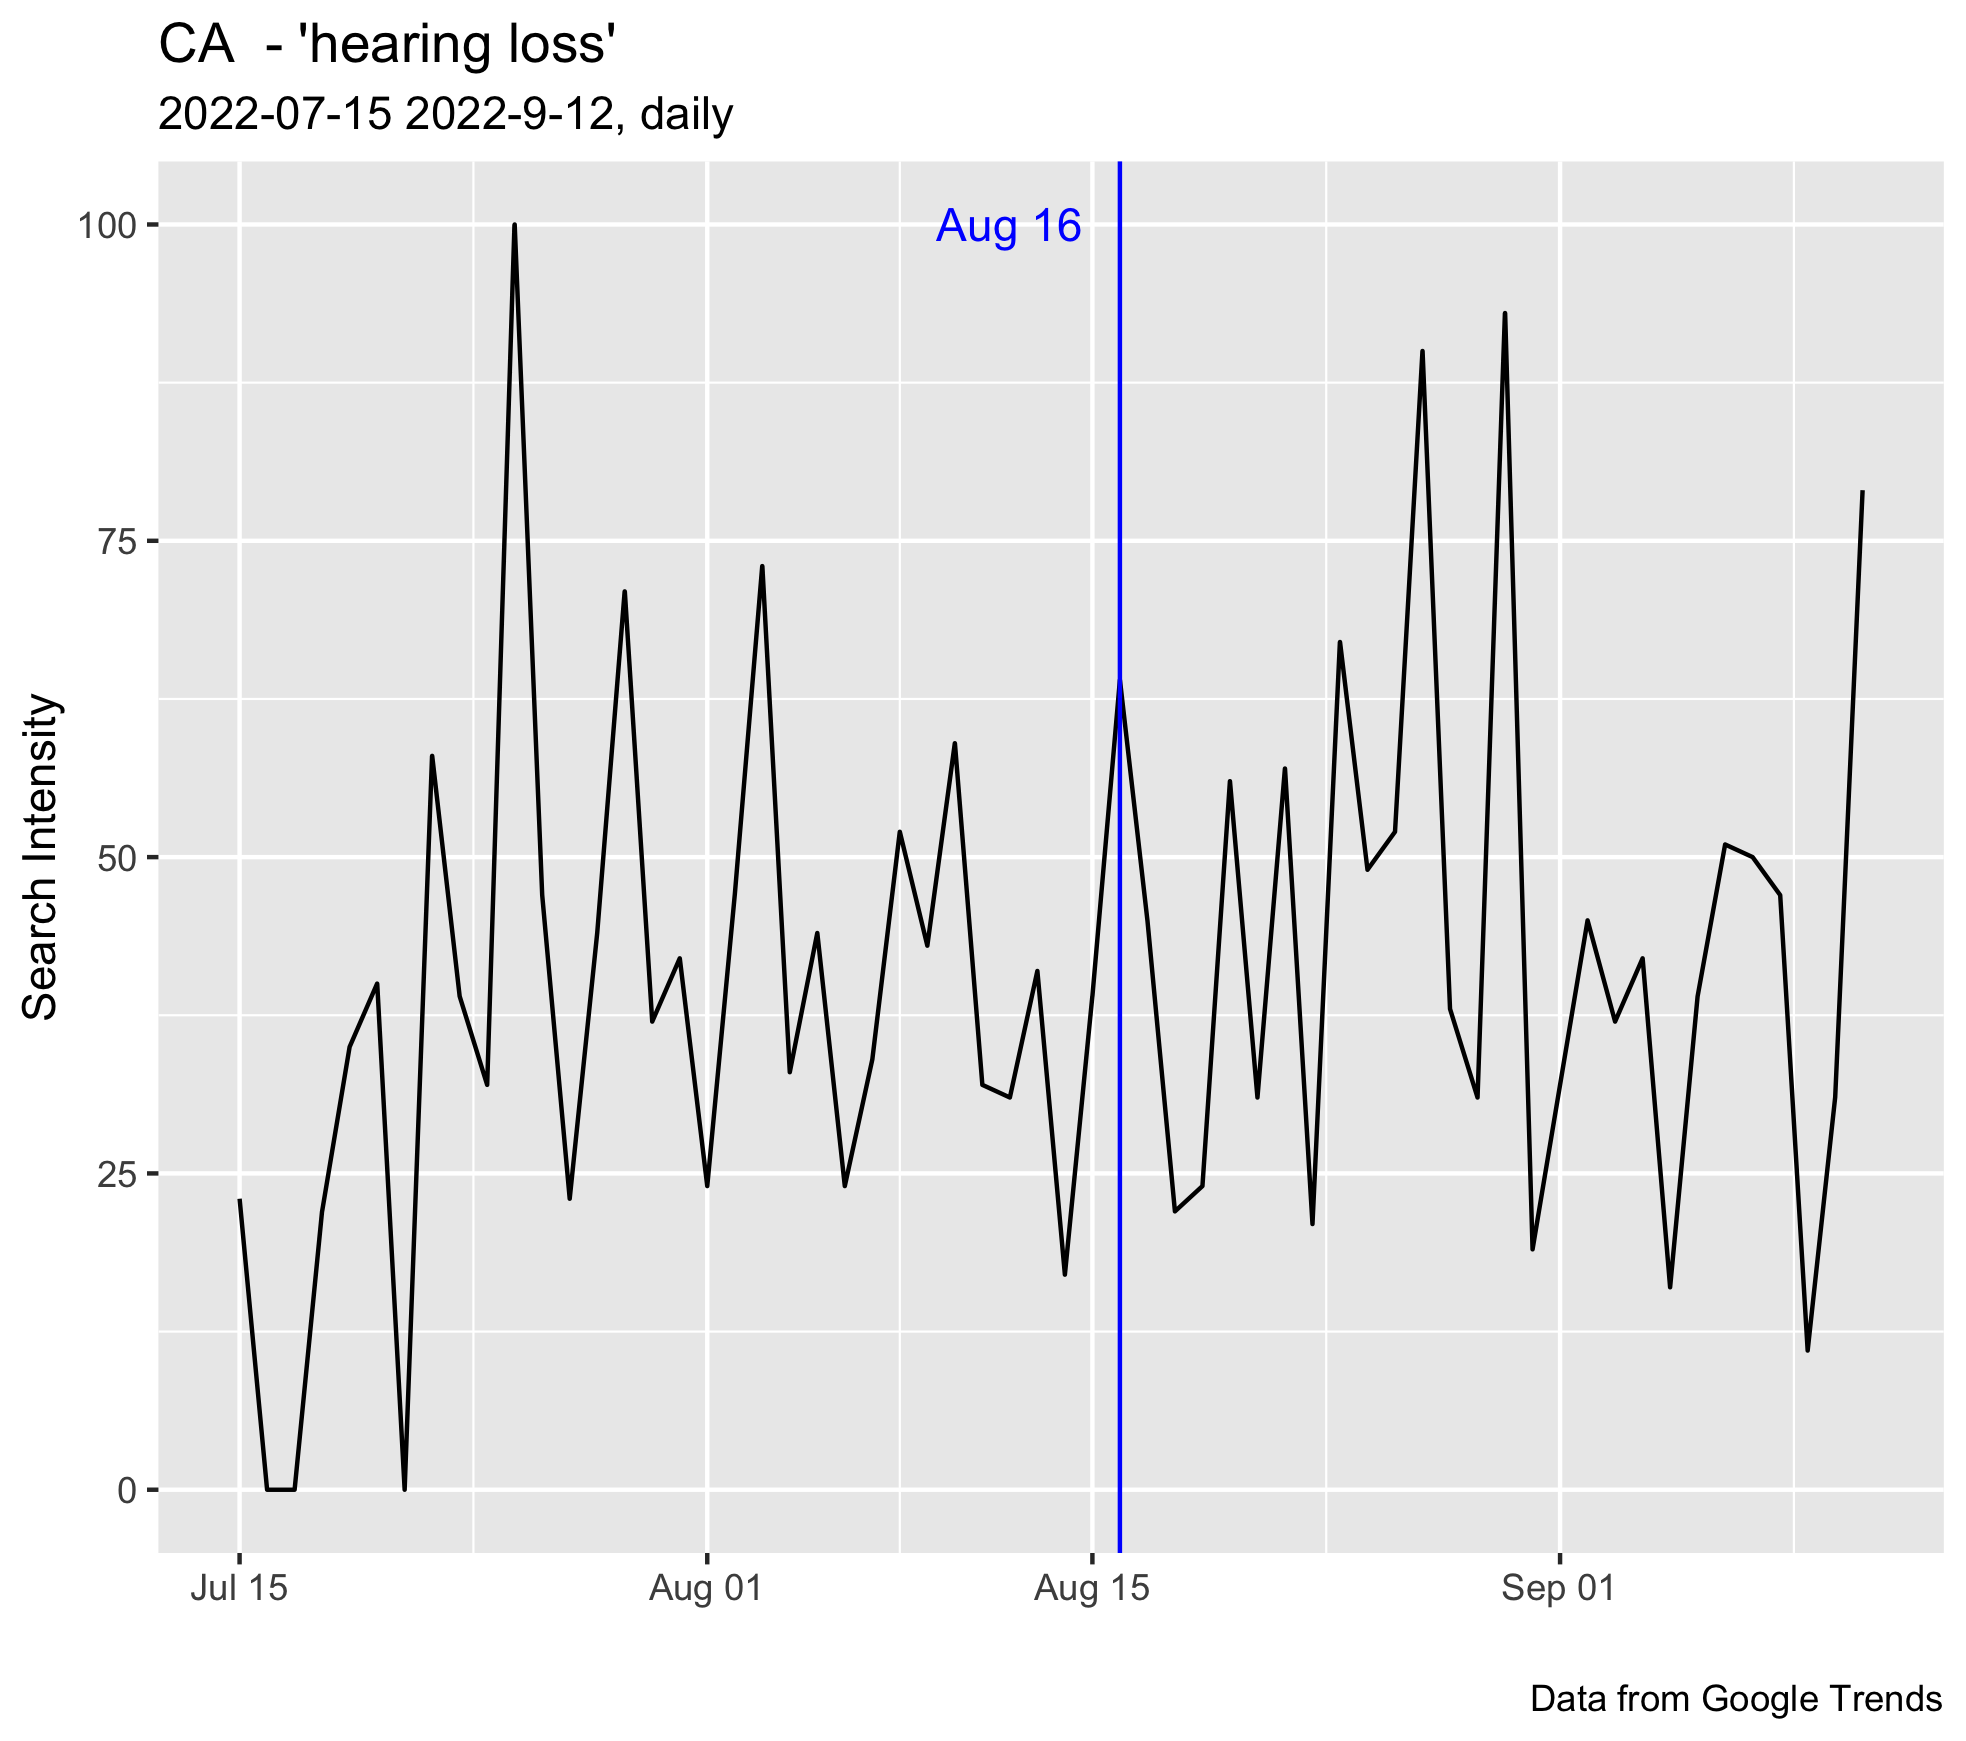 CA  - 'hearing loss'
2022-07-15 2022-9-12, daily
Aug 16
100
75
50
25
0
Search Intensity
Jul 15
Aug 01
Aug 15
Sep 01
Data from Google Trends